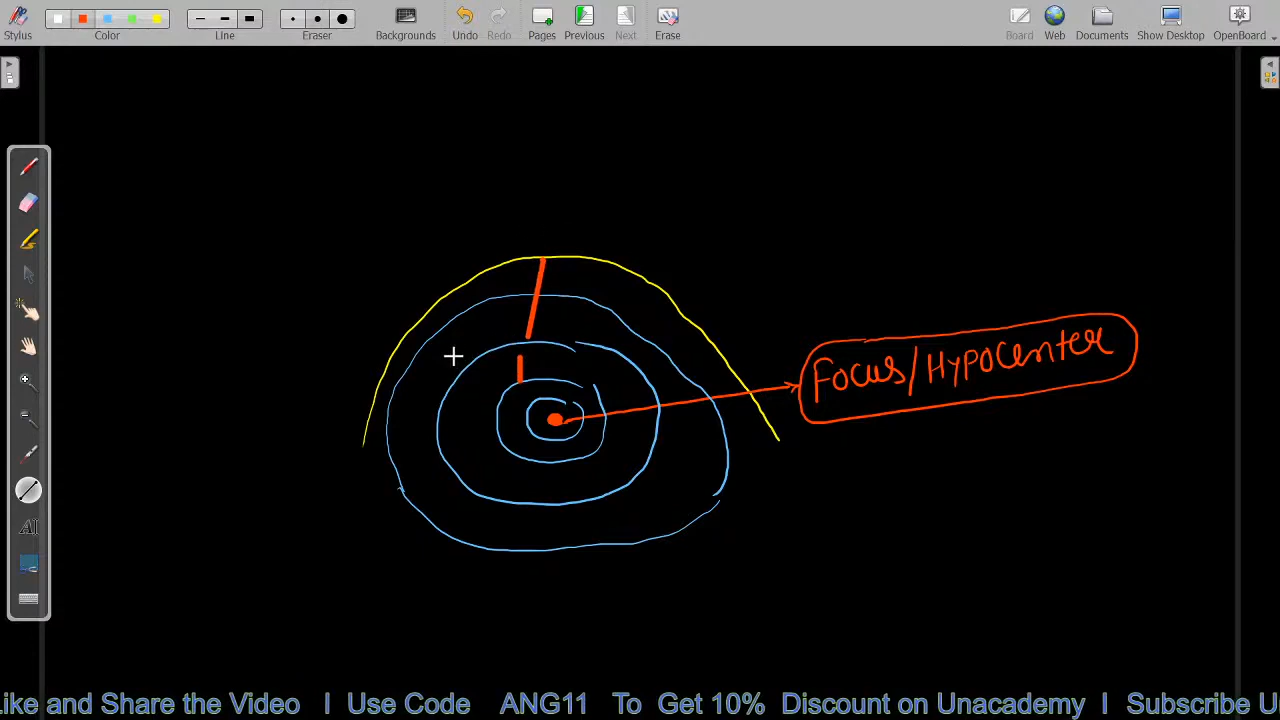 Stylus
Color
Line
Eraser
Backgrounds
Undo
Redo
Pages
Previous
Next
Erase
Board
Web
Documents
Show Desktop
OpenBoard
Focus/Hypocenter
Like and Share the Video I Use Code ANG11 To Get 10% Discount on Unacademy I Subscribe U